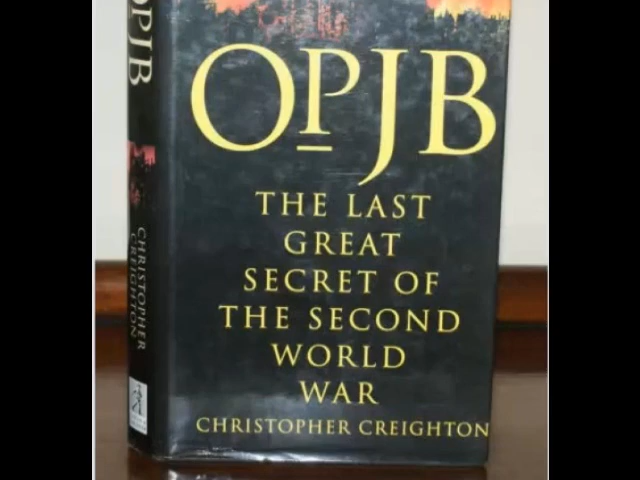 OPJB
THE LAST
GREAT
SECRET OF
THE SECOND
WORLD
WAR
CHRISTOPHER CREIGHTON
OPJB
CHRISTOPHER
CREIGHTON